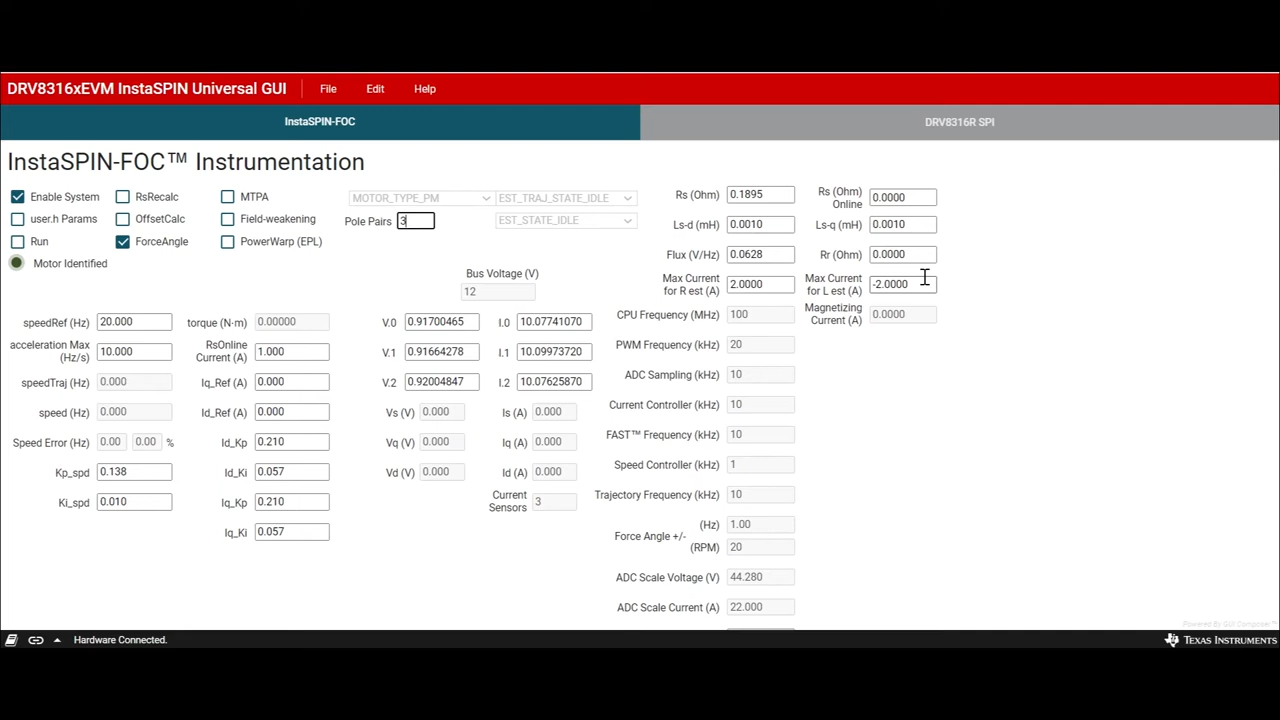 DRV8316xEVM InstaSPIN Universal GUI File Edit Help
InstaSPIN-FOC DRV8316R SPI
InstaSPIN-FOC™ Instrumentation
Enable System RsRecalc MTPA
user.h Params OffsetCalc Field-weakening
Run ForceAngle PowerWarp (EPL)
Motor Identified
MOTOR_TYPE_PM EST_TRAJ_STATE_IDLE
Pole Pairs 3 EST_STATE_IDLE
Bus Voltage (V)
12
speedRef (Hz) 20.000
acceleration Max (Hz/s) 10.000
speedTraj (Hz) 0.000
speed (Hz) 0.000
Speed Error (Hz) 0.00 0.00 %
Kp_spd 0.138
Ki_spd 0.010
torque (N·m) 0.00000
RsOnline Current (A) 1.000
Iq_Ref (A) 0.000
Id_Ref (A) 0.000
Id_Kp 0.210
Id_Ki 0.057
Iq_Kp 0.210
Iq_Ki 0.057
V.0 0.91700465 I.0 10.07741070
V.1 0.91664278 I.1 10.09973720
V.2 0.92004847 I.2 10.07625870
Vs (V) 0.000 Is (A) 0.000
Vq (V) 0.000 Iq (A) 0.000
Vd (V) 0.000 Id (A) 0.000
Current Sensors 3
Rs (Ohm) 0.1895 Rs (Ohm) Online 0.0000
Ls-d (mH) 0.0010 Ls-q (mH) 0.0010
Flux (V/Hz) 0.0628 Rr (Ohm) 0.0000
Max Current for R est (A) 2.0000 Max Current for L est (A) -2.0000
CPU Frequency (MHz) 100 Magnetizing Current (A) 0.0000
PWM Frequency (kHz) 20
ADC Sampling (kHz) 10
Current Controller (kHz) 10
FAST™ Frequency (kHz) 10
Speed Controller (kHz) 1
Trajectory Frequency (kHz) 10
Force Angle +/- (Hz) 1.00
(RPM) 20
ADC Scale Voltage (V) 44.280
ADC Scale Current (A) 22.000
Powered By GUI Composer™
Hardware Connected. TEXAS INSTRUMENTS